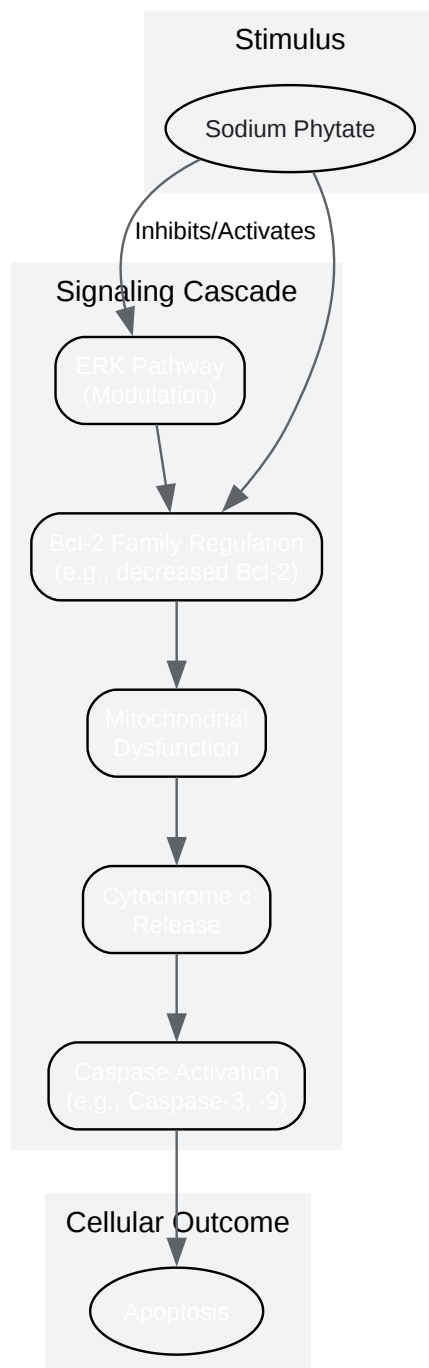 Stimulus
Sodium Phytate
Inhibits/Activates
Signaling Cascade
ERK Pathway
(Modulation)
Bcl-2 Family Regulation
(e.g., decreased Bcl-2)
Mitochondrial
Dysfunction
Cytochrome c
Release
Caspase Activation
(e.g., Caspase-3, -9)
Cellular Outcome
Apoptosis